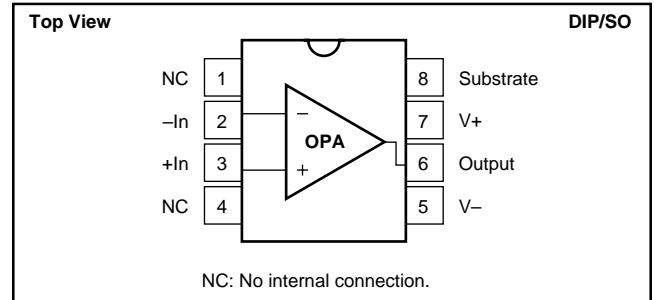 Top View DIP/SO
NC 1 8 Substrate
–In 2 – 7 V+
OPA
+In 3 + 6 Output
NC 4 5 V–
NC: No internal connection.